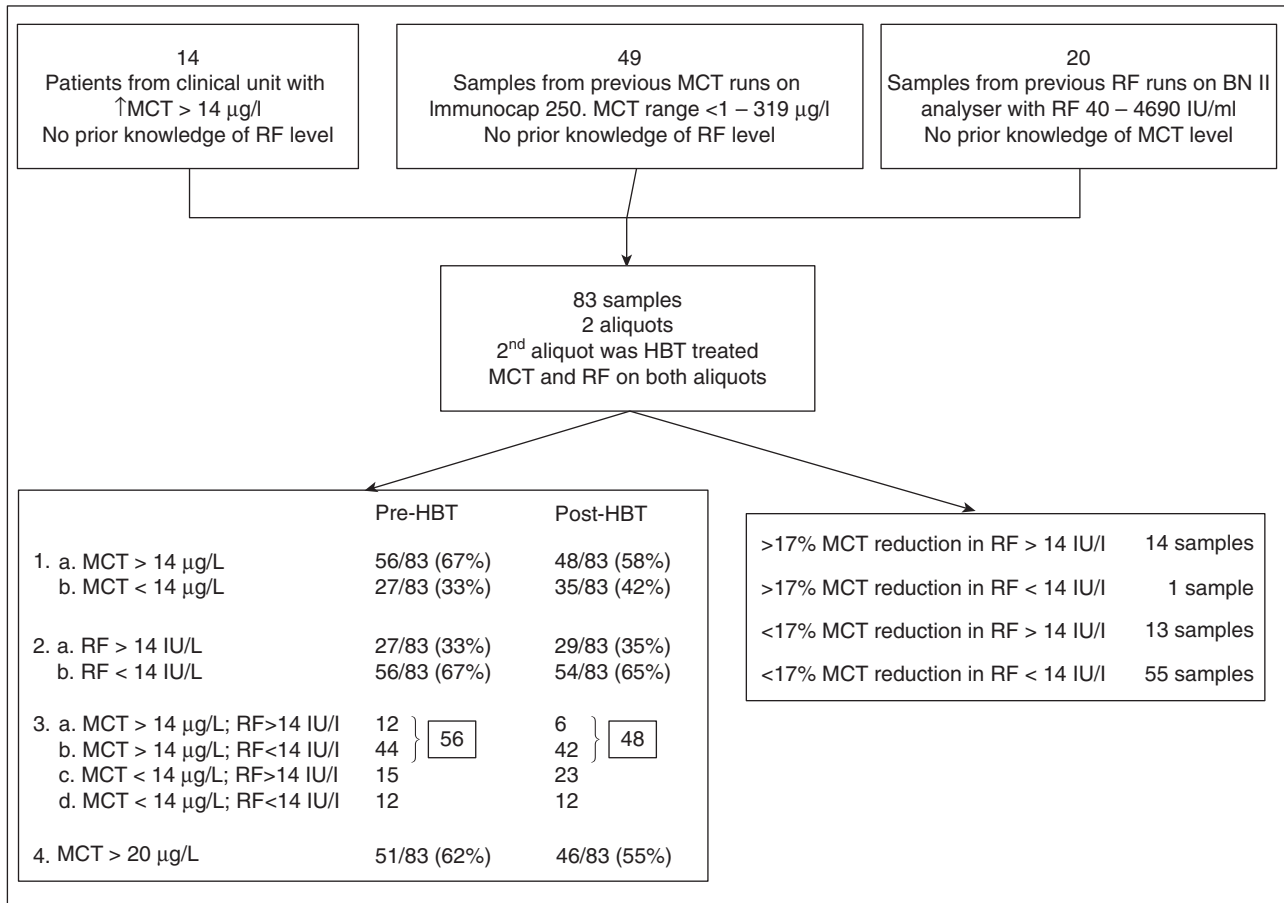 14
Patients from clinical unit with
↑MCT > 14 μg/l
No prior knowledge of RF level
49
Samples from previous MCT runs on
Immunocap 250. MCT range <1 – 319 μg/l
No prior knowledge of RF level
20
Samples from previous RF runs on BN II
analyser with RF 40 – 4690 IU/ml
No prior knowledge of MCT level
83 samples
2 aliquots
2nd aliquot was HBT treated
MCT and RF on both aliquots
Pre-HBT Post-HBT
1. a. MCT > 14 μg/L 56/83 (67%) 48/83 (58%)
b. MCT < 14 μg/L 27/83 (33%) 35/83 (42%)
2. a. RF > 14 IU/L 27/83 (33%) 29/83 (35%)
b. RF < 14 IU/L 56/83 (67%) 54/83 (65%)
3. a. MCT > 14 μg/L; RF>14 IU/l 12 6
b. MCT > 14 μg/L; RF<14 IU/l 44 56 42 48
c. MCT < 14 μg/L; RF>14 IU/l 15 23
d. MCT < 14 μg/L; RF<14 IU/l 12 12
4. MCT > 20 μg/L 51/83 (62%) 46/83 (55%)
>17% MCT reduction in RF > 14 IU/l 14 samples
>17% MCT reduction in RF < 14 IU/l 1 sample
<17% MCT reduction in RF > 14 IU/l 13 samples
<17% MCT reduction in RF < 14 IU/l 55 samples